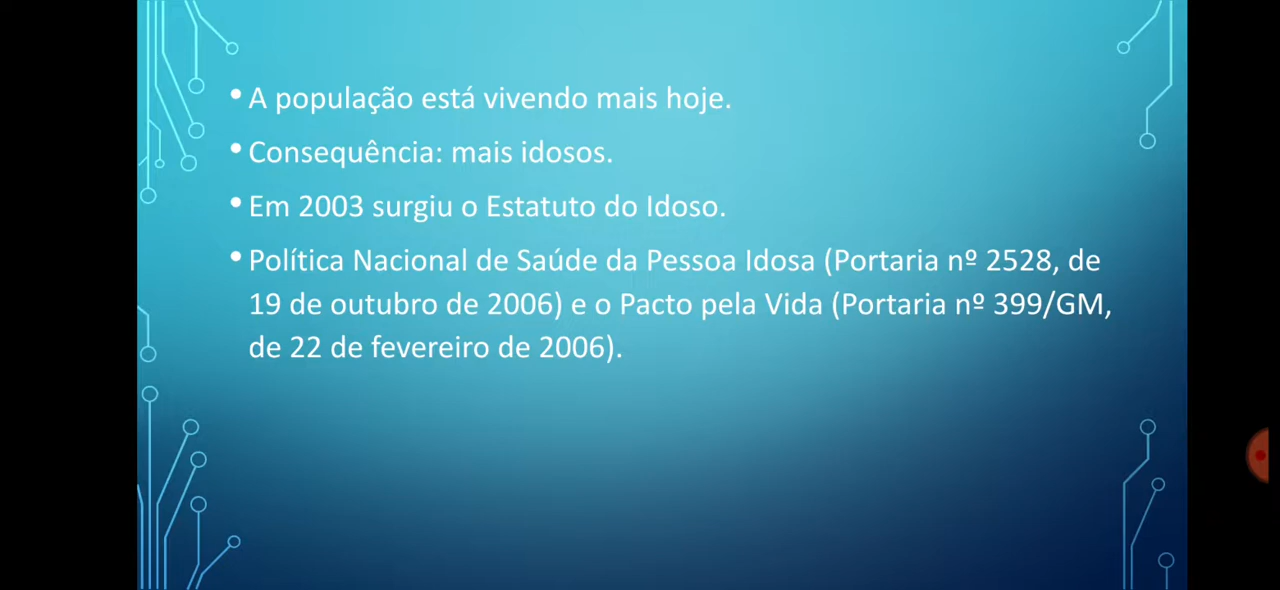 • A população está vivendo mais hoje.
• Consequência: mais idosos.
• Em 2003 surgiu o Estatuto do Idoso.
• Política Nacional de Saúde da Pessoa Idosa (Portaria nº 2528, de
19 de outubro de 2006) e o Pacto pela Vida (Portaria nº 399/GM,
de 22 de fevereiro de 2006).